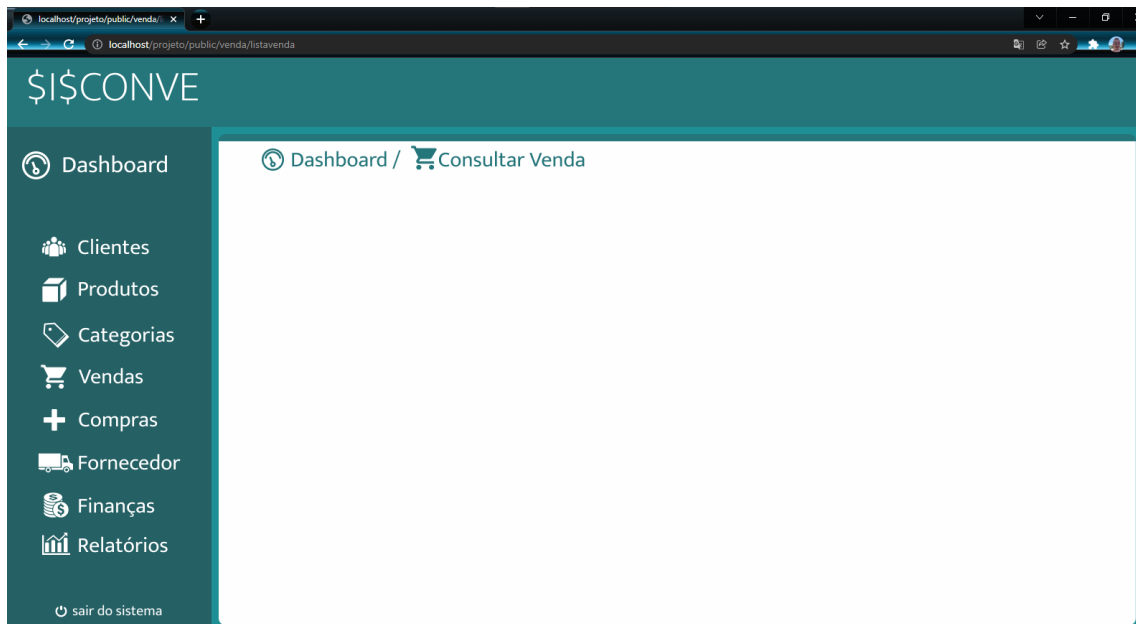 localhost/projeto/public/venda/
localhost/projeto/public/venda/listavenda
$I$CONVE
Dashboard
Dashboard / Consultar Venda
Clientes
Produtos
Categorias
Vendas
Compras
Fornecedor
Finanças
Relatórios
sair do sistema